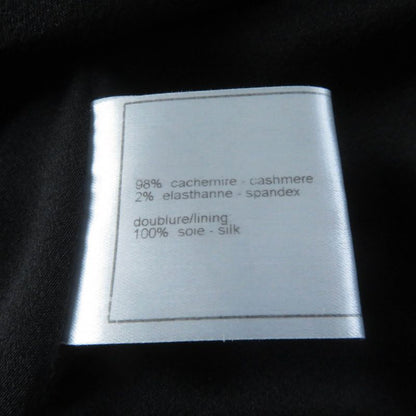 98% cachemire - cashmere
2% elasthanne - spandex
doublure/lining
100% soie - silk